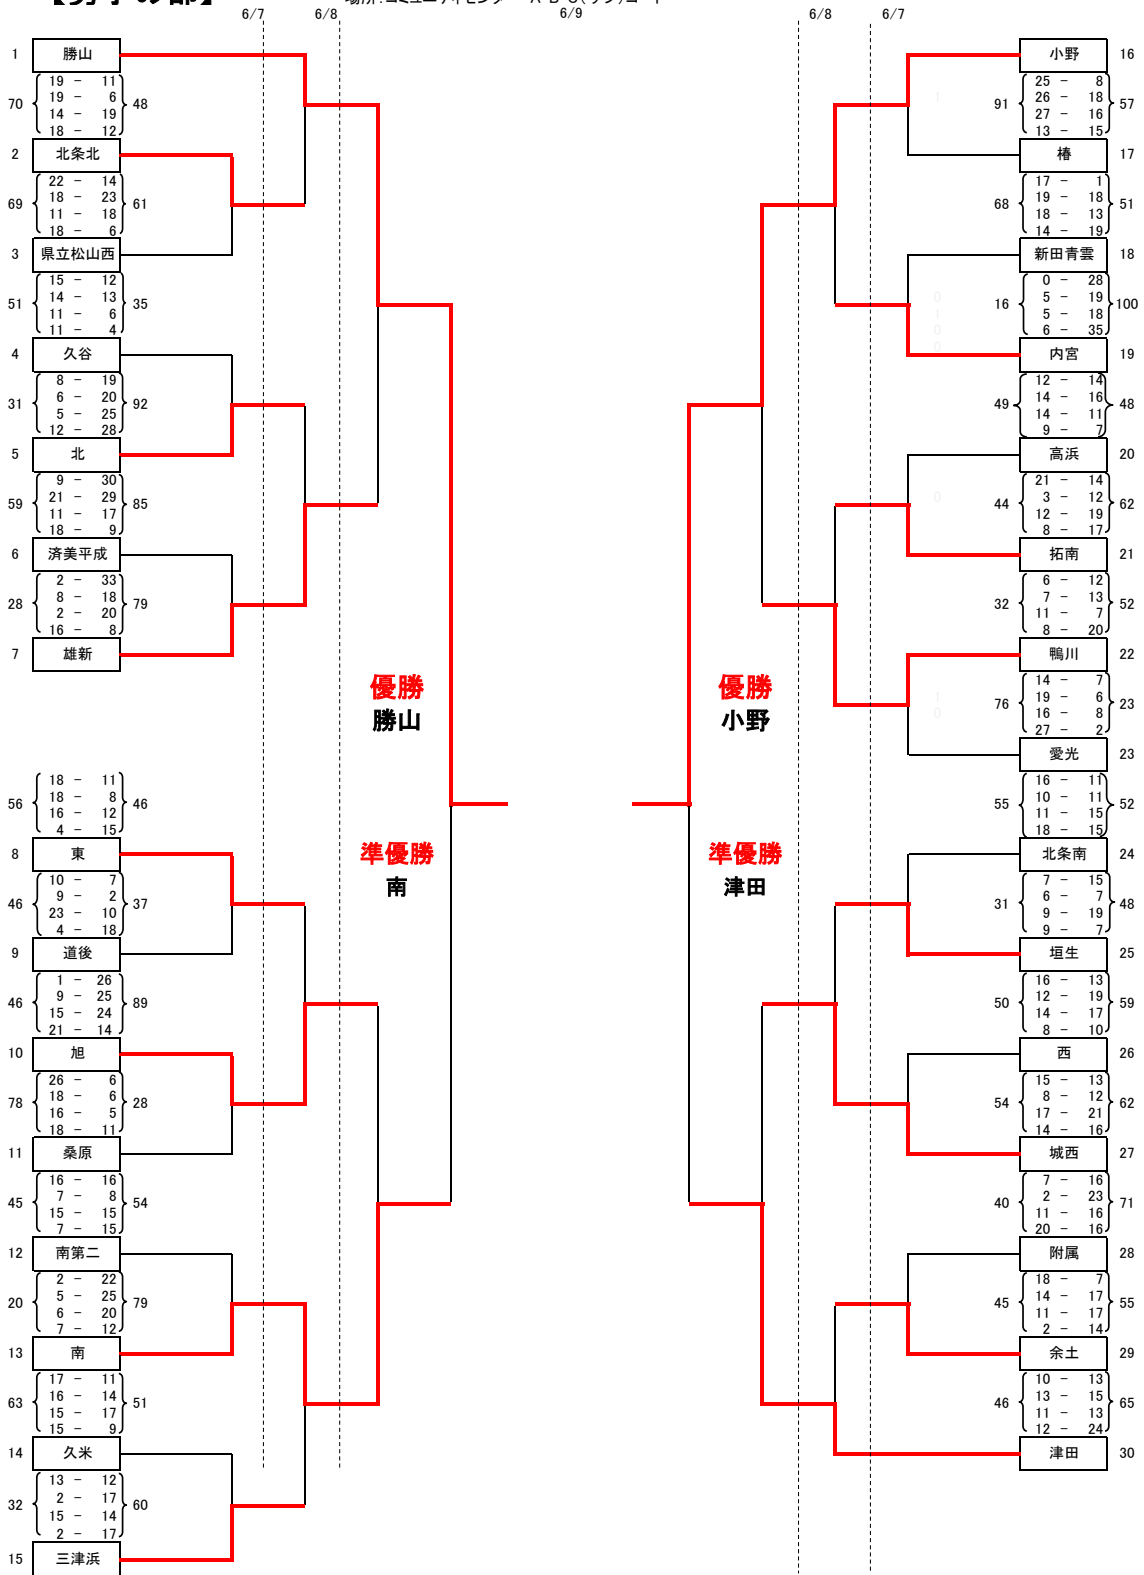 6/7 6/8 6/9 6/8 6/7
1 勝山
70 19 - 11 48
19 - 6
14 - 19
18 - 12
2 北条北
69 22 - 14 61
18 - 23
11 - 18
18 - 6
3 県立松山西
51 15 - 12 35
14 - 13
11 - 6
11 - 4
4 久谷
31 8 - 19 92
6 - 20
5 - 25
12 - 28
5 北
59 9 - 30 85
21 - 29
11 - 17
18 - 9
6 済美平成
28 2 - 33 79
8 - 18
2 - 20
16 - 8
7 雄新
優勝
勝山
56 18 - 11 46
18 - 8
16 - 12
4 - 15
8 東
準優勝
南
46 10 - 7 37
9 - 2
23 - 10
4 - 18
9 道後
46 1 - 26 89
9 - 25
15 - 24
21 - 14
10 旭
78 26 - 6 28
18 - 6
16 - 5
18 - 11
11 桑原
45 16 - 16 54
7 - 8
15 - 15
7 - 15
12 南第二
20 2 - 22 79
5 - 25
6 - 20
7 - 12
13 南
63 17 - 11 51
16 - 14
15 - 17
15 - 9
14 久米
32 13 - 12 60
2 - 17
15 - 14
2 - 17
15 三津浜
小野 16
91 25 - 8 57
26 - 18
27 - 16
13 - 15
椿 17
68 17 - 1 51
19 - 18
18 - 13
14 - 19
新田青雲 18
16 0 - 28 100
5 - 19
5 - 18
6 - 35
内宮 19
49 12 - 14 48
14 - 16
14 - 11
9 - 7
高浜 20
44 21 - 14 62
3 - 12
12 - 19
8 - 17
拓南 21
32 6 - 12 52
7 - 13
11 - 7
8 - 20
鴨川 22
優勝
小野
76 14 - 7 23
19 - 6
16 - 8
27 - 2
愛光 23
55 16 - 11 52
10 - 11
11 - 15
18 - 15
準優勝
津田
北条南 24
31 7 - 15 48
6 - 7
9 - 19
9 - 7
垣生 25
50 16 - 13 59
12 - 19
14 - 17
8 - 10
西 26
54 15 - 13 62
8 - 12
17 - 21
14 - 16
城西 27
40 7 - 16 71
2 - 23
11 - 16
20 - 16
附属 28
45 18 - 7 55
14 - 17
11 - 17
2 - 14
余土 29
46 10 - 13 65
13 - 15
11 - 13
12 - 24
津田 30